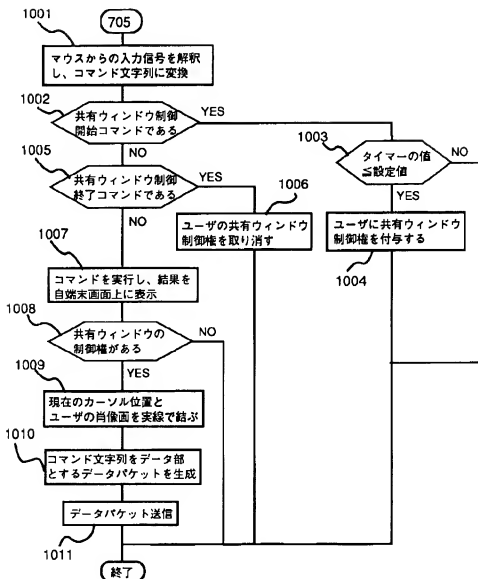 705
1001
マウスからの入力信号を解釈
し、コマンド文字列に変換
1002
共有ウィンドウ制御
開始コマンドである
YES
NO
1003
タイマーの値
≦設定値
NO
YES
1005
共有ウィンドウ制御
終了コマンドである
YES
NO
1006
ユーザの共有ウィンドウ
制御権を取り消す
ユーザに共有ウィンドウ
制御権を付与する
1004
1007
コマンドを実行し、結果を
自端末画面上に表示
1008
共有ウィンドウの
制御権がある
NO
YES
1009
現在のカーソル位置と
ユーザの肖像画を実線で結ぶ
1010
コマンド文字列をデータ部
とするデータパケットを生成
データパケット送信
1011
終了